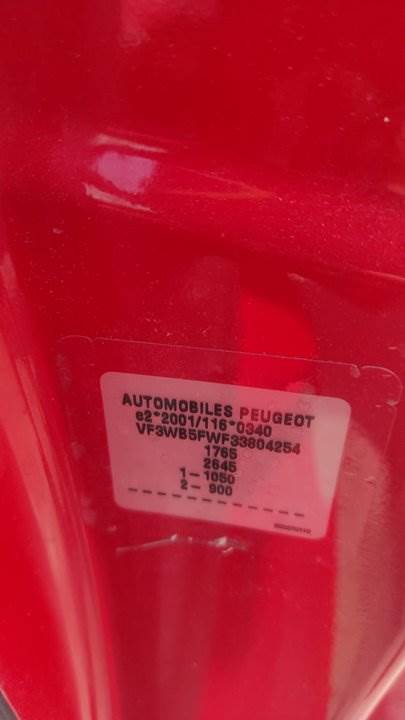 AUTOMOBILES PEUGEOT
e2*2001/116*0340
VF3WB5FWF33804254
1765
2645
1- 1050
2- 900